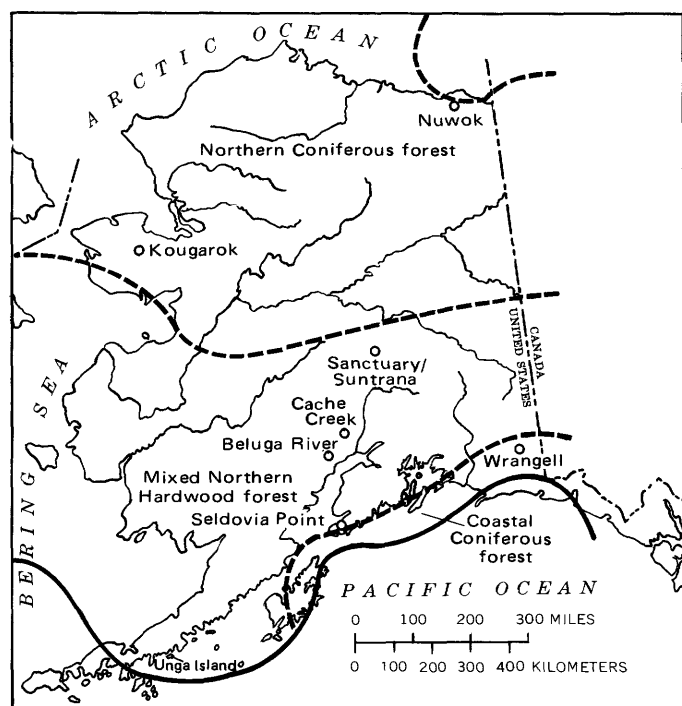 ARCTIC OCEAN
Nuwok
Northern Coniferous forest
Kougarok
CANADA
UNITED STATES
Sanctuary/
Suntrana
BERING SEA
Cache
Creek
Beluga River
Wrangell
Mixed Northern
Hardwood forest
Seldovia Point
Coastal
Coniferous
forest
PACIFIC OCEAN
0 100 200 300 MILES
0 100 200 300 400 KILOMETERS
Unga Island